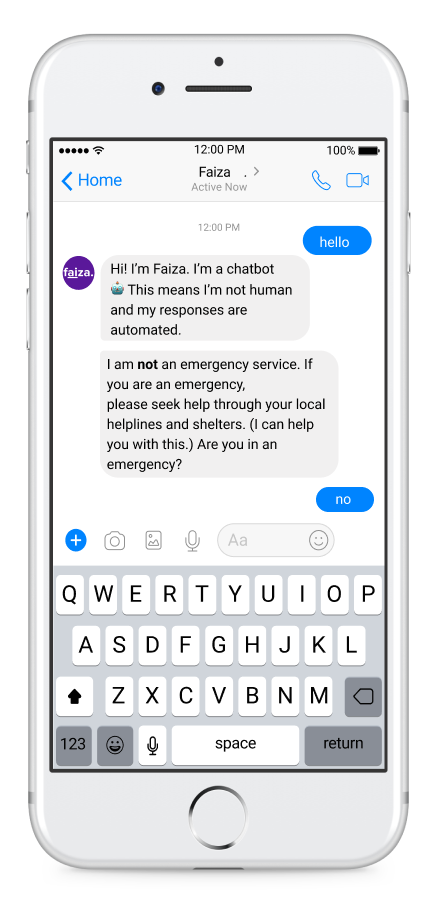 12:00 PM 100%
Home Faiza . >
Active Now
12:00 PM
hello
faiza.
Hi! I’m Faiza. I’m a chatbot
🤖 This means I’m not human
and my responses are
automated.
I am not an emergency service. If
you are an emergency,
please seek help through your local
helplines and shelters. (I can help
you with this.) Are you in an
emergency?
no
Aa
Q W E R T Y U I O P
A S D F G H J K L
Z X C V B N M
123 space return